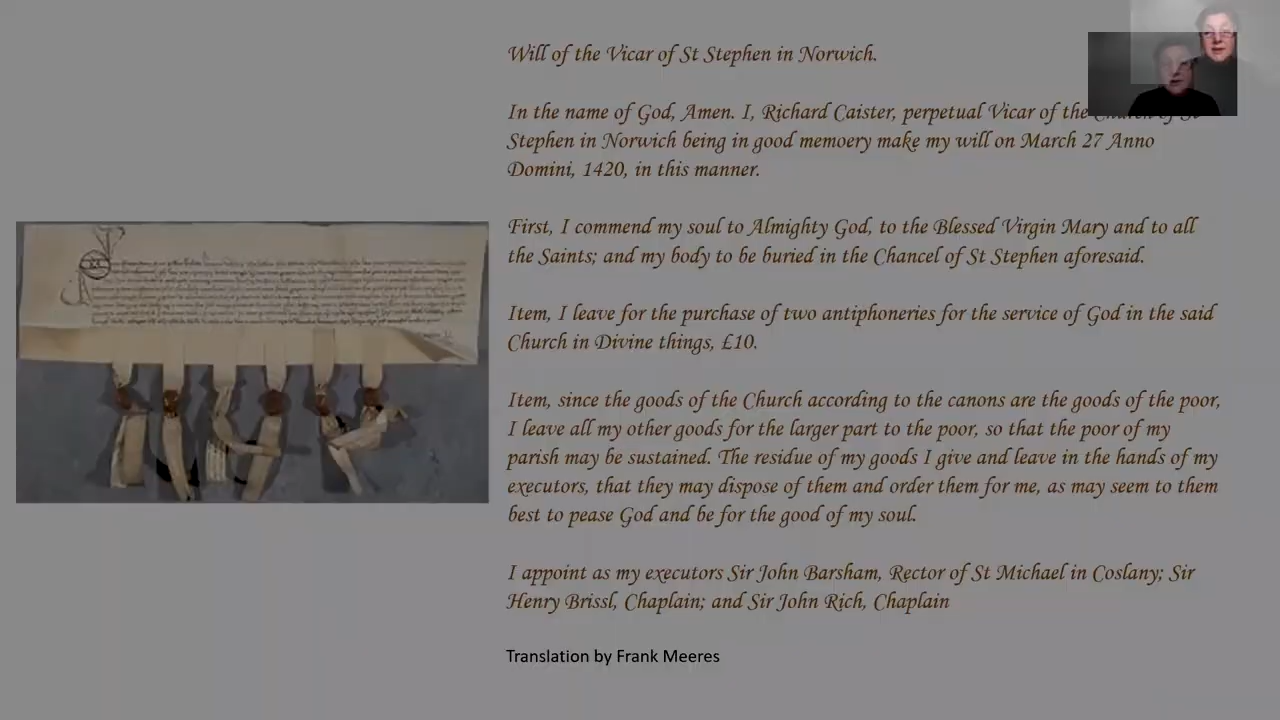 Will of the Vicar of St Stephen in Norwich.
In the name of God, Amen. I, Richard Caister, perpetual Vicar of the Church of St
Stephen in Norwich being in good memoery make my will on March 27 Anno
Domini, 1420, in this manner.
First, I commend my soul to Almighty God, to the Blessed Virgin Mary and to all
the Saints; and my body to be buried in the Chancel of St Stephen aforesaid.
Item, I leave for the purchase of two antiphoneries for the service of God in the said
Church in Divine things, £10.
Item, since the goods of the Church according to the canons are the goods of the poor,
I leave all my other goods for the larger part to the poor, so that the poor of my
parish may be sustained. The residue of my goods I give and leave in the hands of my
executors, that they may dispose of them and order them for me, as may seem to them
best to pease God and be for the good of my soul.
I appoint as my executors Sir John Barsham, Rector of St Michael in Coslany; Sir
Henry Brissl, Chaplain; and Sir John Rich, Chaplain
Translation by Frank Meeres